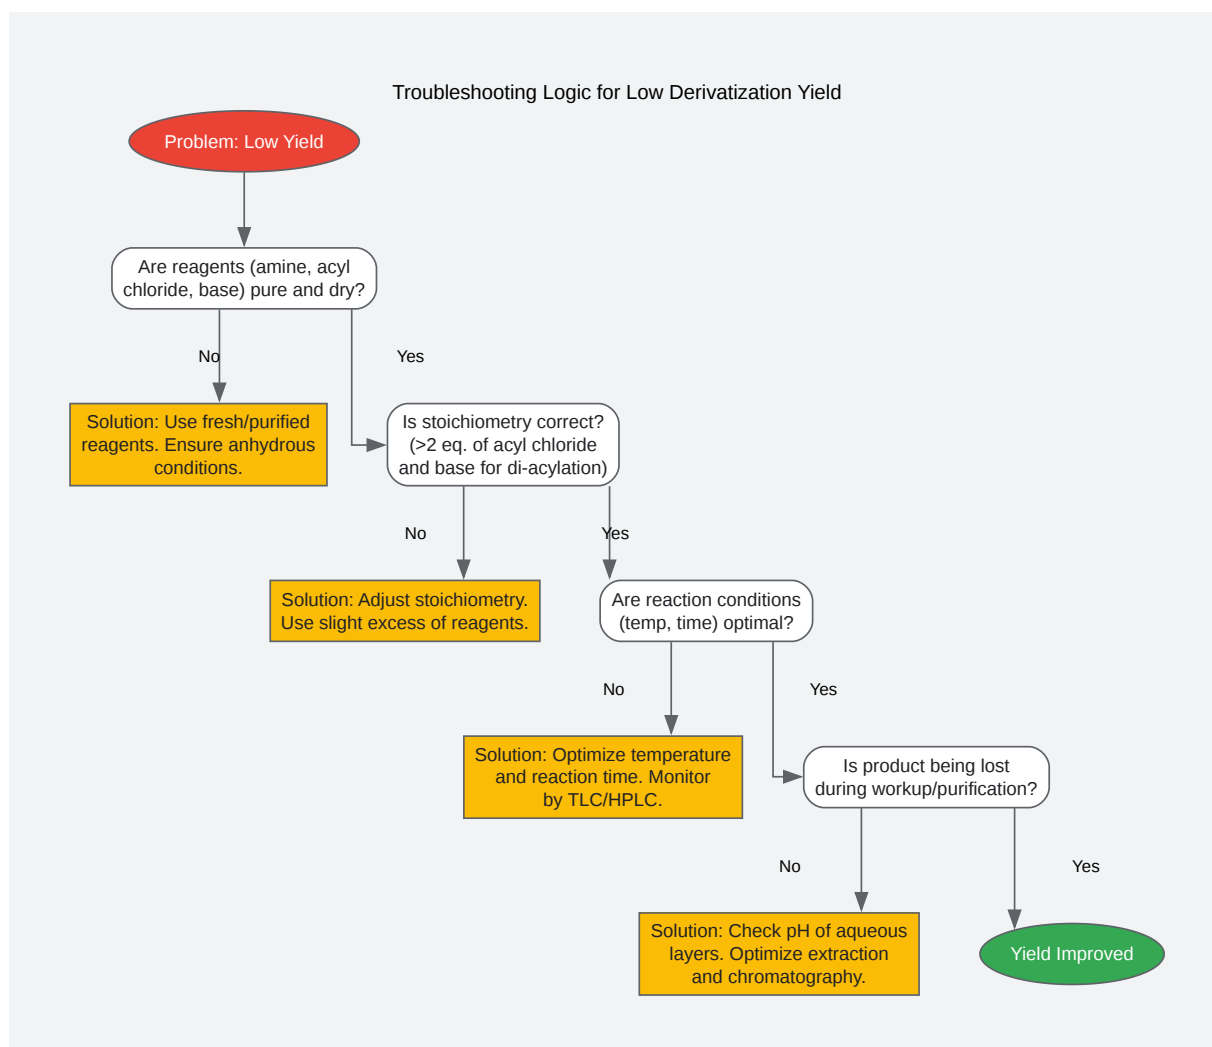 Troubleshooting Logic for Low Derivatization Yield
Problem: Low Yield
Are reagents (amine, acyl
chloride, base) pure and dry?
No
Yes
Solution: Use fresh/purified
reagents. Ensure anhydrous
conditions.
Is stoichiometry correct?
(>2 eq. of acyl chloride
and base for di-acylation)
No
Yes
Solution: Adjust stoichiometry.
Use slight excess of reagents.
Are reaction conditions
(temp, time) optimal?
No
Yes
Solution: Optimize temperature
and reaction time. Monitor
by TLC/HPLC.
Is product being lost
during workup/purification?
No
Yes
Solution: Check pH of aqueous
layers. Optimize extraction
and chromatography.
Yield Improved